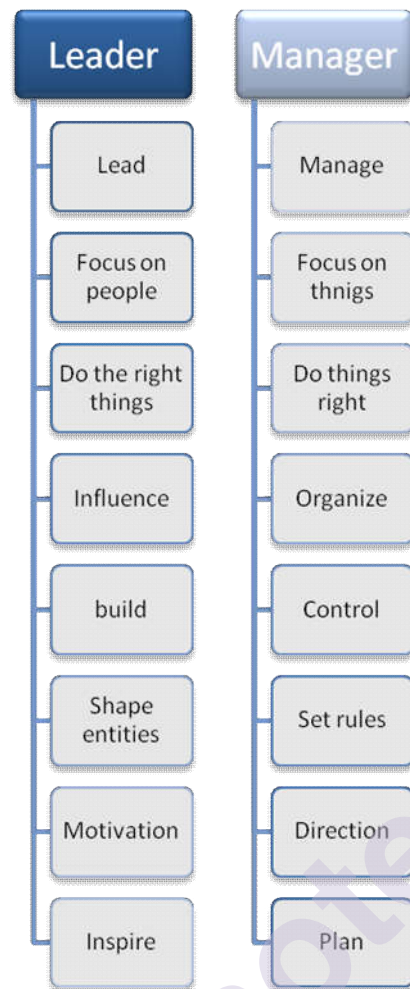 Leader
Lead
Focus on
people
Do the right
things
Influence
build
Shape
entities
Motivation
Inspire
Manager
Manage
Focus on
thnigs
Do things
right
Organize
Control
Set rules
Direction
Plan